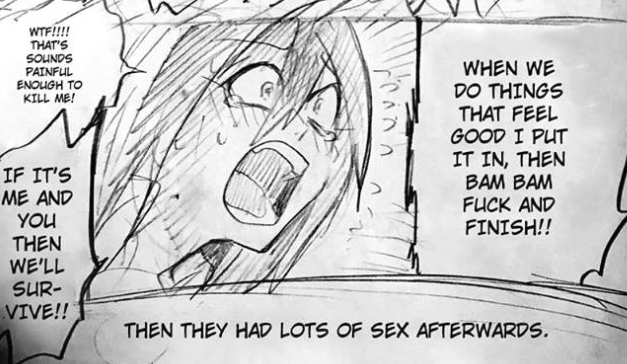 WHEN WE
DO THINGS
THAT FEEL
GOOD I PUT
IT IN, THEN
BAM BAM
FUCK AND
FINISH!!
WTF!!!!
THAT'S
SOUNDS
PAINFUL
ENOUGH TO
KILL ME!
IF IT'S
ME AND
YOU
THEN
WE'LL
SUR-
VIVE!!
THEN THEY HAD LOTS OF SEX AFTERWARDS.